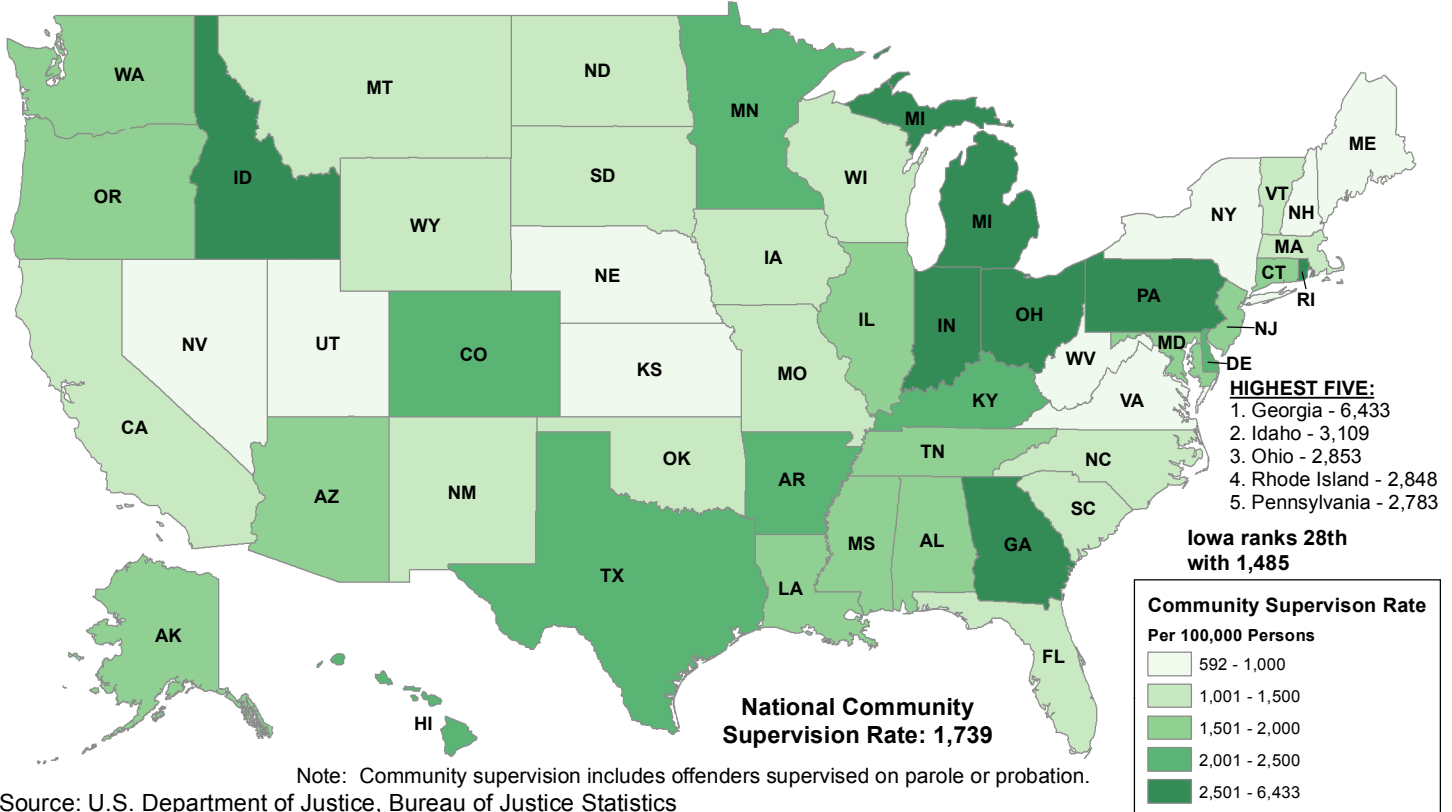 WA
MT
ND
MN
MI
ME
OR
ID
SD
WI
VT
NH
NY
WY
MI
MA
IA
NE
CT
RI
PA
NV
UT
CO
IL
IN
OH
NJ
MD
DE
KS
MO
WV
VA
KY
CA
TN
NC
OK
AZ
NM
AR
SC
MS
AL
GA
TX
LA
AK
FL
HI
HIGHEST FIVE:
1. Georgia - 6,433
2. Idaho - 3,109
3. Ohio - 2,853
4. Rhode Island - 2,848
5. Pennsylvania - 2,783
Iowa ranks 28th
with 1,485
Community Supervison Rate
Per 100,000 Persons
592 - 1,000
1,001 - 1,500
1,501 - 2,000
2,001 - 2,500
2,501 - 6,433
National Community
Supervision Rate: 1,739
Note: Community supervision includes offenders supervised on parole or probation.
Source: U.S. Department of Justice, Bureau of Justice Statistics